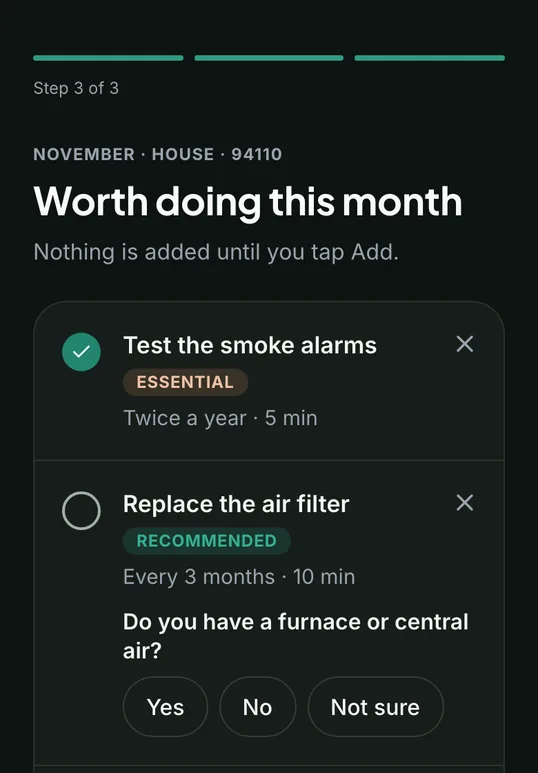 Step 3 of 3
NOVEMBER · HOUSE · 94110
Worth doing this month
Nothing is added until you tap Add.
Test the smoke alarms
ESSENTIAL
Twice a year · 5 min
Replace the air filter
RECOMMENDED
Every 3 months · 10 min
Do you have a furnace or central
air?
Yes No Not sure